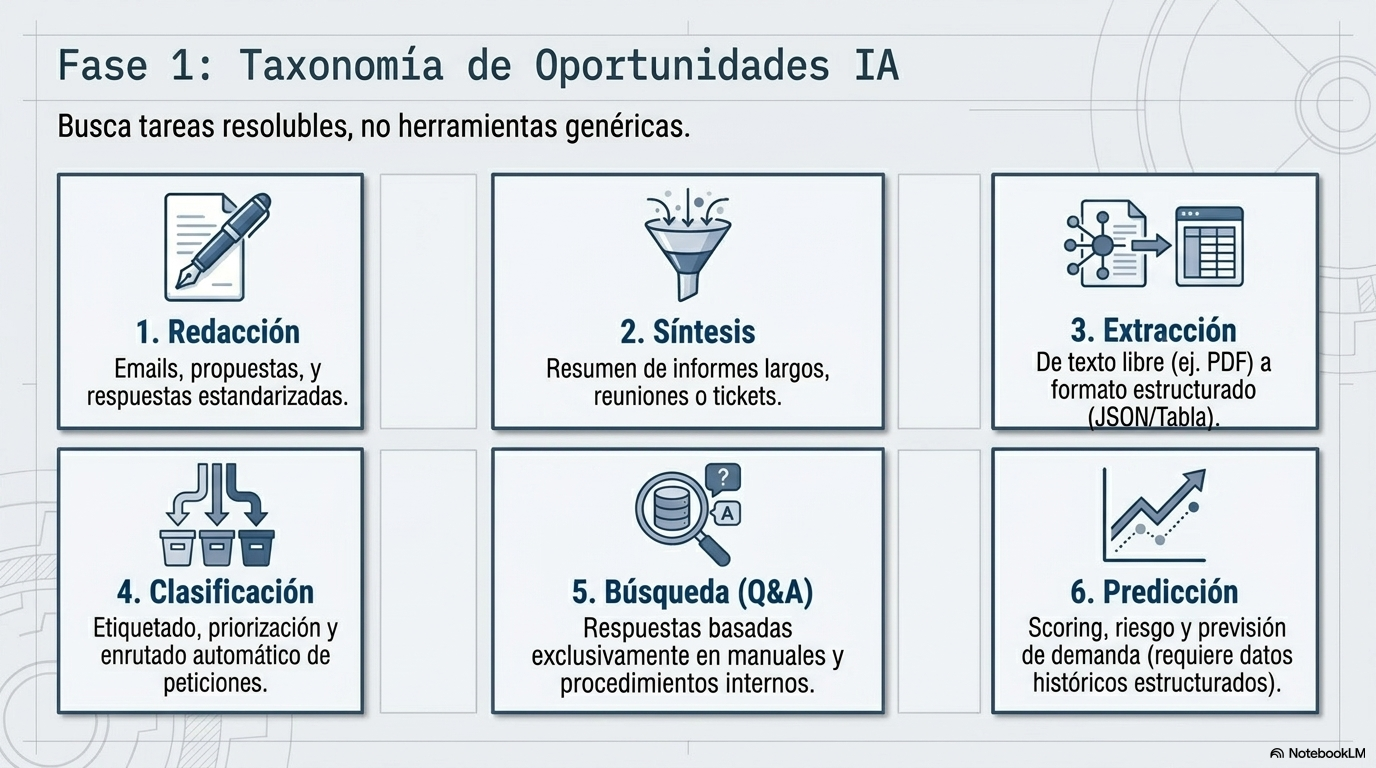 Fase 1: Taxonomía de Oportunidades IA
Busca tareas resolubles, no herramientas genéricas.
1. Redacción
Emails, propuestas, y
respuestas estandarizadas.
2. Síntesis
Resumen de informes largos,
reuniones o tickets.
3. Extracción
De texto libre (ej. PDF) a
formato estructurado
(JSON/Tabla).
4. Clasificación
Etiquetado, priorización y
enrutado automático de
peticiones.
?
A
5. Búsqueda (Q&A)
Respuestas basadas
exclusivamente en manuales y
procedimientos internos.
6. Predicción
Scoring, riesgo y previsión
de demanda (requiere datos
históricos estructurados).
NotebookLM